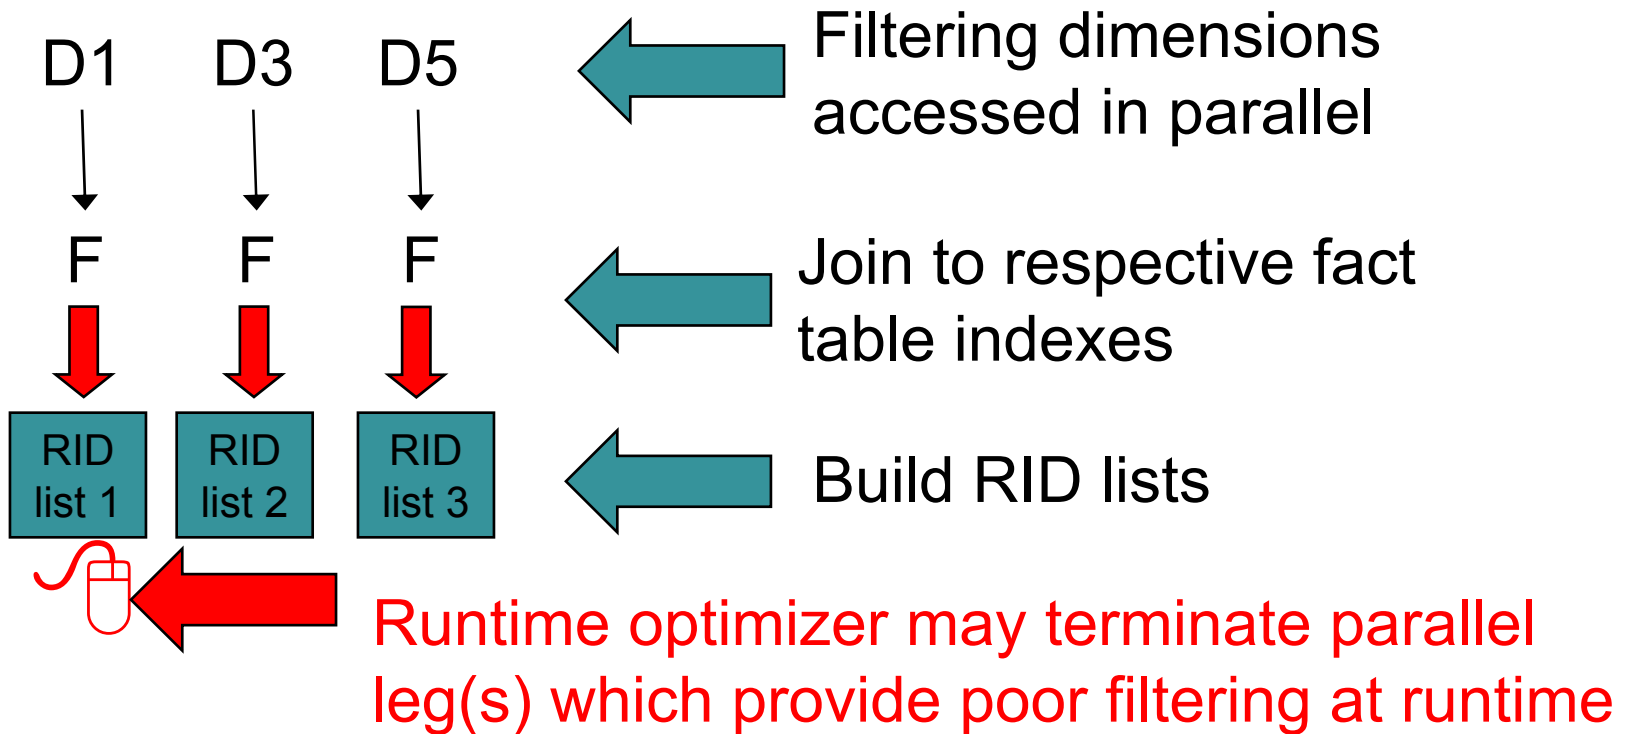 D1 D3 D5
Filtering dimensions
accessed in parallel
F F F
Join to respective fact
table indexes
RID RID RID
list 1 list 2 list 3
Build RID lists
Runtime optimizer may terminate parallel
leg(s) which provide poor filtering at runtime